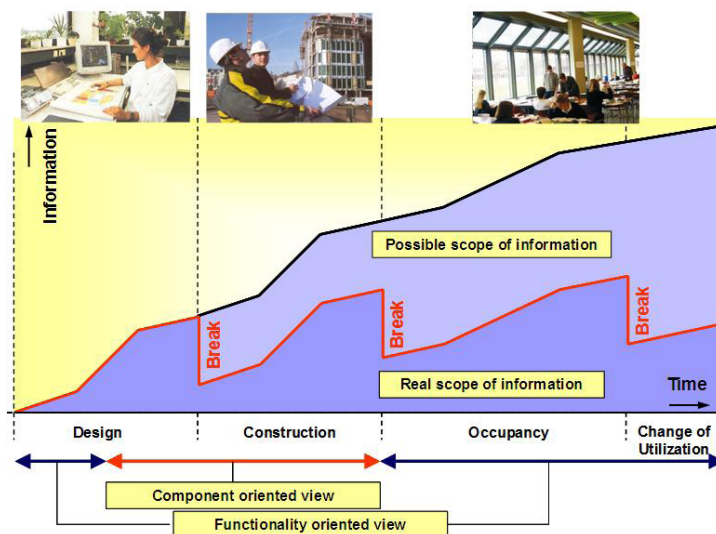 Information
Possible scope of information
Break
Break
Break
Real scope of information
Time
Design
Construction
Occupancy
Change of
Utilization
Component oriented view
Functionality oriented view